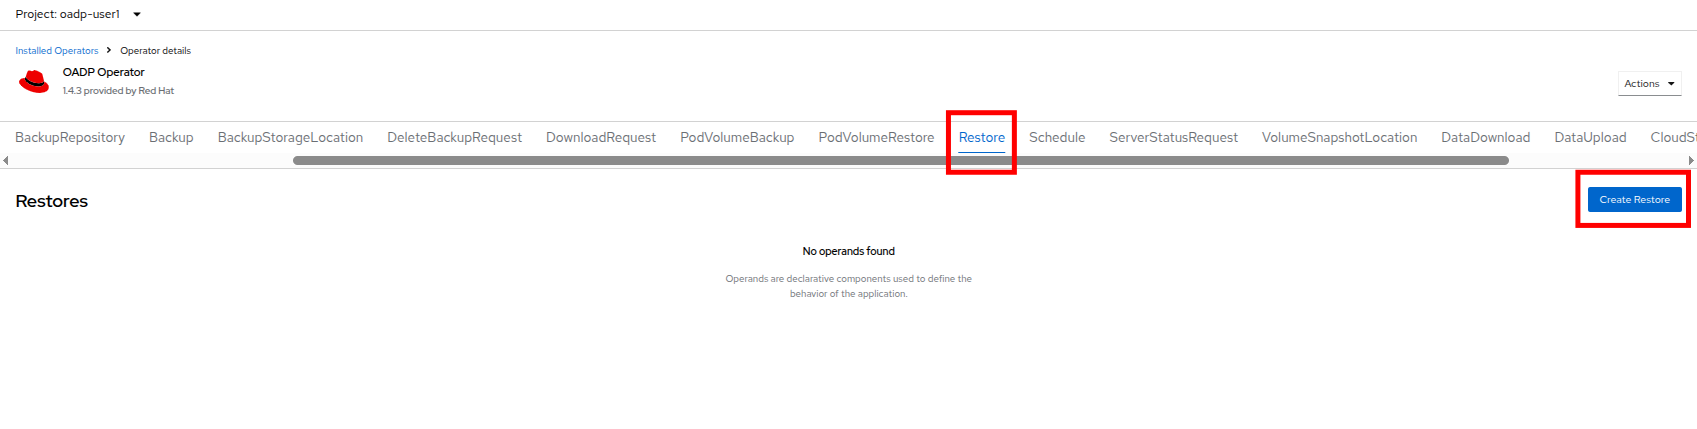 Project: oadp-user1
Installed Operators > Operator details
OADP Operator
1.4.3 provided by Red Hat
Actions
BackupRepository Backup BackupStorageLocation DeleteBackupRequest DownloadRequest PodVolumeBackup PodVolumeRestore Restore Schedule ServerStatusRequest VolumeSnapshotLocation DataDownload DataUpload CloudSt
Restores
Create Restore
No operands found
Operands are declarative components used to define the
behavior of the application.